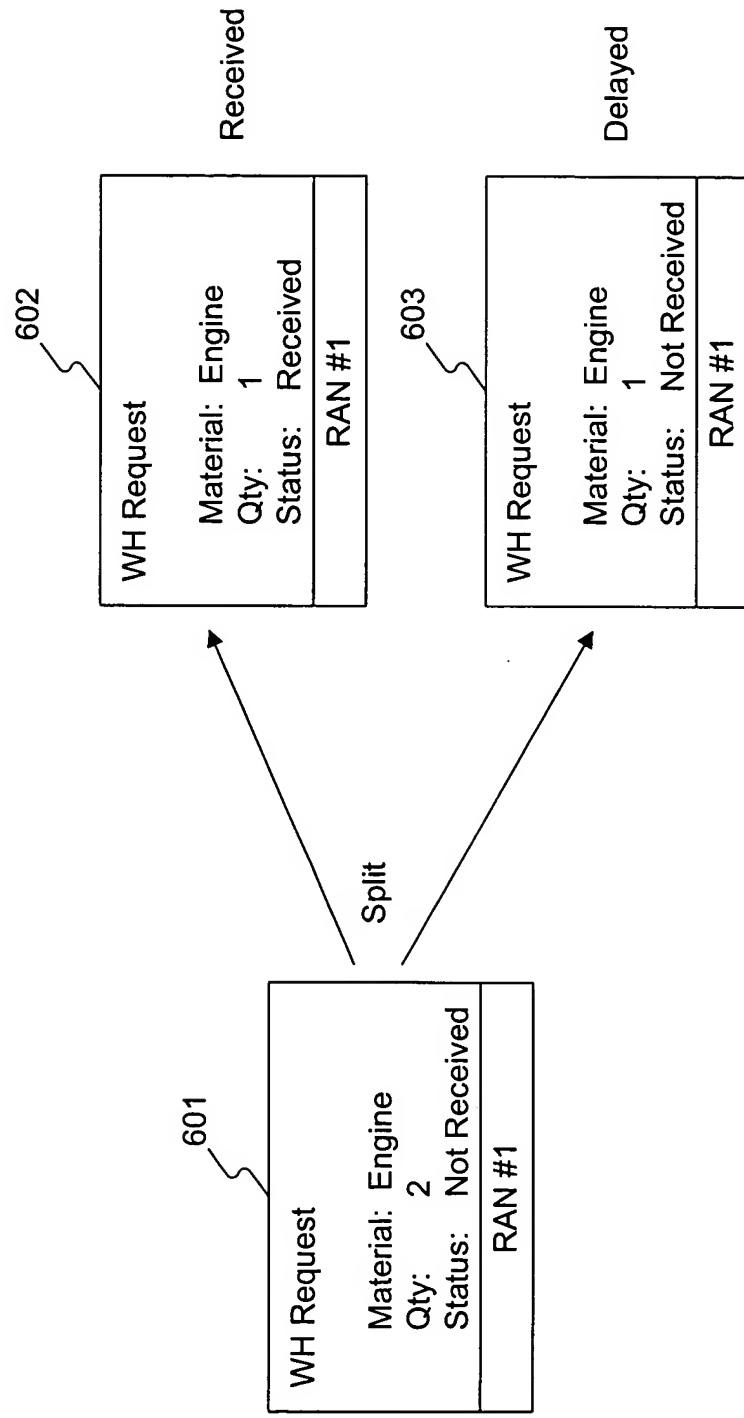 601
WH Request
Material: Engine
Qty: 2
Status: Not Received
RAN #1
Split
602
WH Request
Material: Engine
Qty: 1
Status: Received
RAN #1
Received
603
WH Request
Material: Engine
Qty: 1
Status: Not Received
RAN #1
Delayed